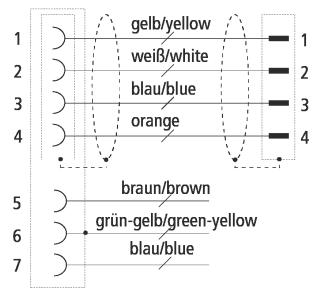 gelb/yellow
1 1
weiß/white
2 2
blau/blue
3 3
orange
4 4
braun/brown
5
grün-gelb/green-yellow
6
blau/blue
7